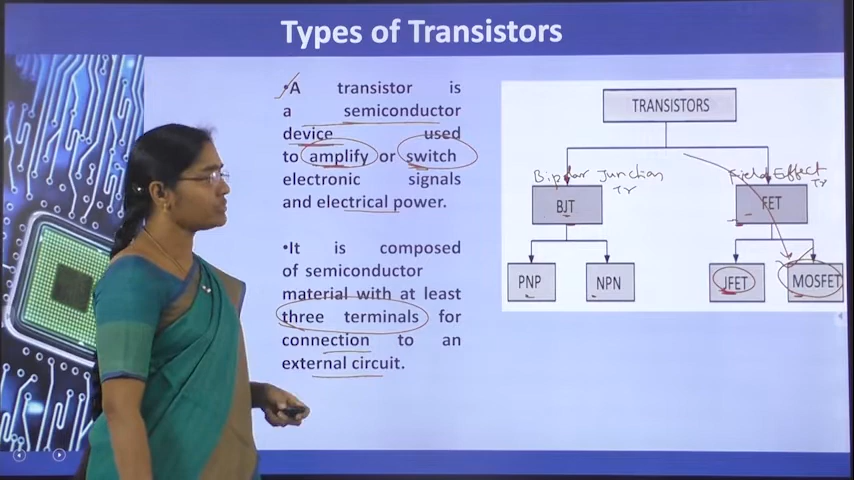 Types of Transistors
•A transistor is
a semiconductor
device used
to amplify or switch
electronic signals
and electrical power.
•It is composed
of semiconductor
material with at least
three terminals for
connection to an
external circuit.
TRANSISTORS
Bipolar Junction
Tr
Field Effect
Tr
BJT
FET
PNP
NPN
JFET
MOSFET